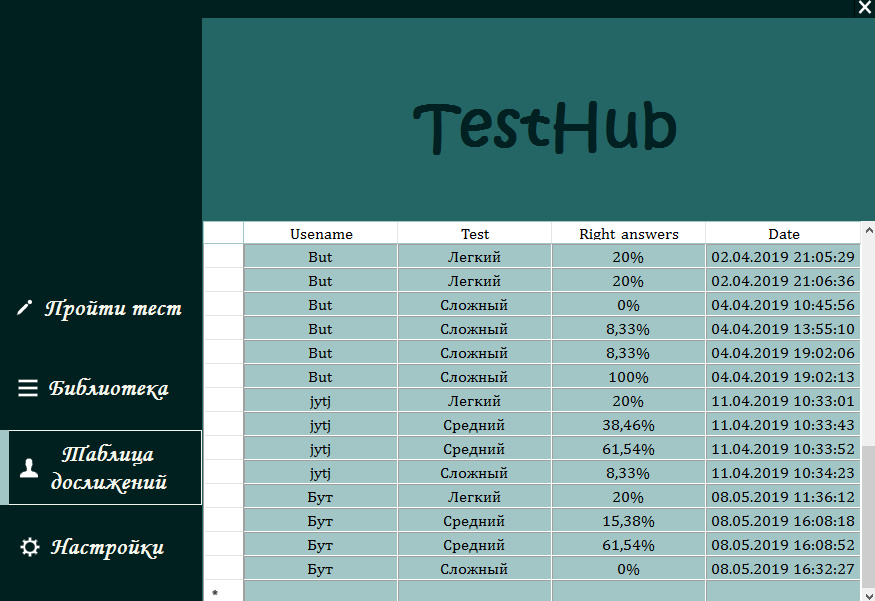 TestHub
Usename Test Right answers Date
But Легкий 20% 02.04.2019 21:05:29
But Легкий 20% 02.04.2019 21:06:36
But Сложный 0% 04.04.2019 10:45:56
But Сложный 8,33% 04.04.2019 13:55:10
But Сложный 8,33% 04.04.2019 19:02:06
But Сложный 100% 04.04.2019 19:02:13
jytj Легкий 20% 11.04.2019 10:33:01
jytj Средний 38,46% 11.04.2019 10:33:43
jytj Средний 61,54% 11.04.2019 10:33:52
jytj Сложный 8,33% 11.04.2019 10:34:23
Бут Легкий 20% 08.05.2019 11:36:12
Бут Средний 15,38% 08.05.2019 16:08:18
Бут Средний 61,54% 08.05.2019 16:08:52
Бут Сложный 0% 08.05.2019 16:32:27
*
Пройти тест
Библиотека
Таблица
дослижений
Настройки